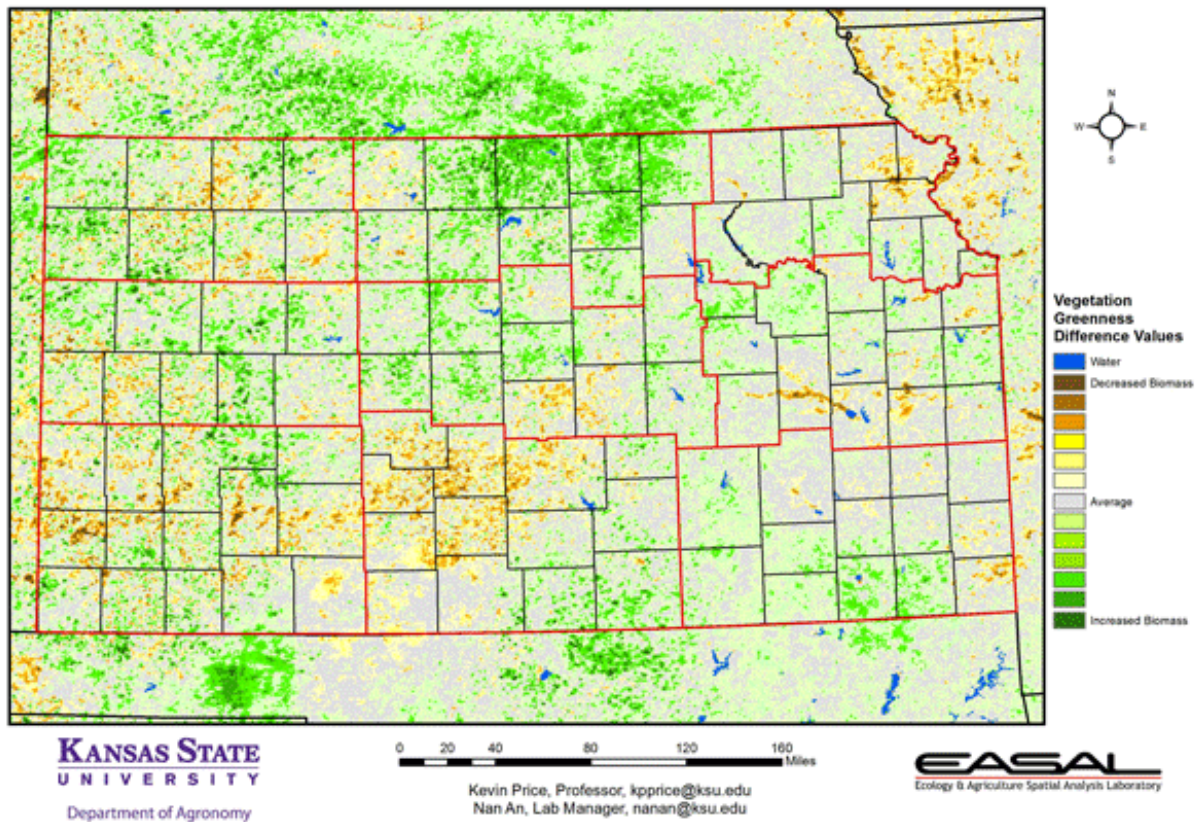 N
W E
S
Vegetation
Greenness
Difference Values
Water
Decreased Biomass
Average
Increased Biomass
KANSAS STATE
UNIVERSITY
Department of Agronomy
0 20 40 80 120 160
Miles
Kevin Price, Professor, kpprice@ksu.edu
Nan An, Lab Manager, nanan@ksu.edu
EASAL
Ecology & Agriculture Spatial Analysis Laboratory